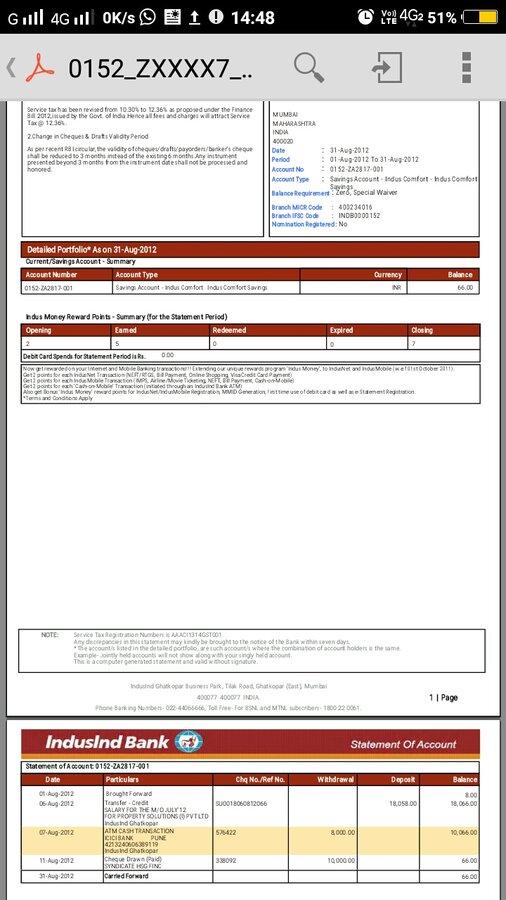 G 4G 0K/s 14:48 Vo)) LTE 4G2 51%
0152_ZXXXX7_..
Service tax has been revised from 10.30% to 12.36% as proposed under the Finance
Bill 2012,issued by the Govt. of India. Hence all fees and charges will attract Service
Tax @ 12.36%.
2.Change in Cheques & Drafts Validity Period
As per recent RBI circular, the validity of cheques/drafts/payorders/banker's cheque
shall be reduced to 3 months instead of the existing 6 months. Any instrument
presented beyond 3 months from the instrument date shall not be processed and
honored.
MUMBAI
MAHARASHTRA
INDIA
400020
Date : 31-Aug-2012
Period : 01-Aug-2012 To 31-Aug-2012
Account No : 0152-ZA2817-001
Account Type : Savings Account - Indus Comfort - Indus Comfort
Savings
Balance Requirement : Zero, Special Waiver
Branch MICR Code : 400234016
Branch IFSC Code : INDB0000152
Nomination Registered : No
Detailed Portfolio* As on 31-Aug-2012
Current/Savings Account - Summary
Account Number Account Type Currency Balance
0152-ZA2817-001 Savings Account - Indus Comfort Indus Comfort Savings INR 66.00
Indus Money Reward Points - Summary (for the Statement Period)
Opening Earned Redeemed Expired Closing
2 5 0 0 7
Debit Card Spends for Statement Period is Rs. 0.00
Now get rewarded on your Internet and Mobile Banking transactions!!! Extending our unique rewards program 'Indus Money', to IndusNet and IndusMobile (w.e.f 01st October 2011).
Get 2 points for each IndusNet Transaction (NEFT/RTGS, Bill Payment, Online Shopping, Visa Credit Card Payment)
Get 2 points for each IndusMobile Transaction (IMPS, Airline/Movie Ticketing, NEFT, Bill Payment, Cash-on-Mobile)
Get 2 points for each 'Cash-on-Mobile' Transaction (initiated through an IndusInd Bank ATM)
Also get Bonus 'Indus Money' reward points for IndusNet/IndusMobile Registration, MMID Generation, First time use of debit card as well as e-Statement Registration.
*Terms and Conditions Apply
NOTE: Service Tax Registration Number is AAACI1314GST001
Any discrepancies in this statement may kindly be brought to the notice of the Bank within seven days.
* The account/s listed in the detailed portfolio, are such account/s where the combination of account holders is the same.
Example- Jointly held accounts will not show along with your singly held account.
This is a computer generated statement and valid without signature.
IndusInd Ghatkopar Business Park, Tilak Road, Ghatkopar (East), Mumbai
400077 400077 INDIA.
1 | Page
Phone Banking Numbers- 022-44066666, Toll Free- For BSNL and MTNL subscribers- 1800 22 0061.
IndusInd Bank Statement Of Account
Statement of Account: 0152-ZA2817-001
Date Particulars Chq No./Ref No. Withdrawal Deposit Balance
01-Aug-2012 Brought Forward 8.00
06-Aug-2012 Transfer - Credit SU0018060812066 18,058.00 18,066.00
SALARY FOR THE M/O JULY'12
FOR PROPERTY SOLUTIONS (I) PVT LTD
IndusInd Ghatkopar
07-Aug-2012 ATM CASH TRANSACTION 576422 8,000.00 10,066.00
ICICI BANK PUNE
4213240606389119
IndusInd Ghatkopar
11-Aug-2012 Cheque Drawn (Paid) 338092 10,000.00 66.00
SYNDICATE HSG FINC
31-Aug-2012 Carried Forward 66.00